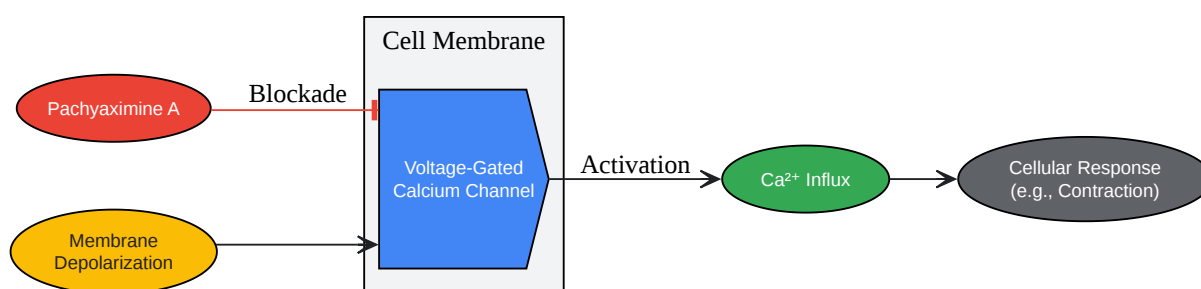 Cell Membrane
Pachyaximine A
Blockade
Voltage-Gated
Calcium Channel
Membrane
Depolarization
Activation
Ca²⁺ Influx
Cellular Response
(e.g., Contraction)